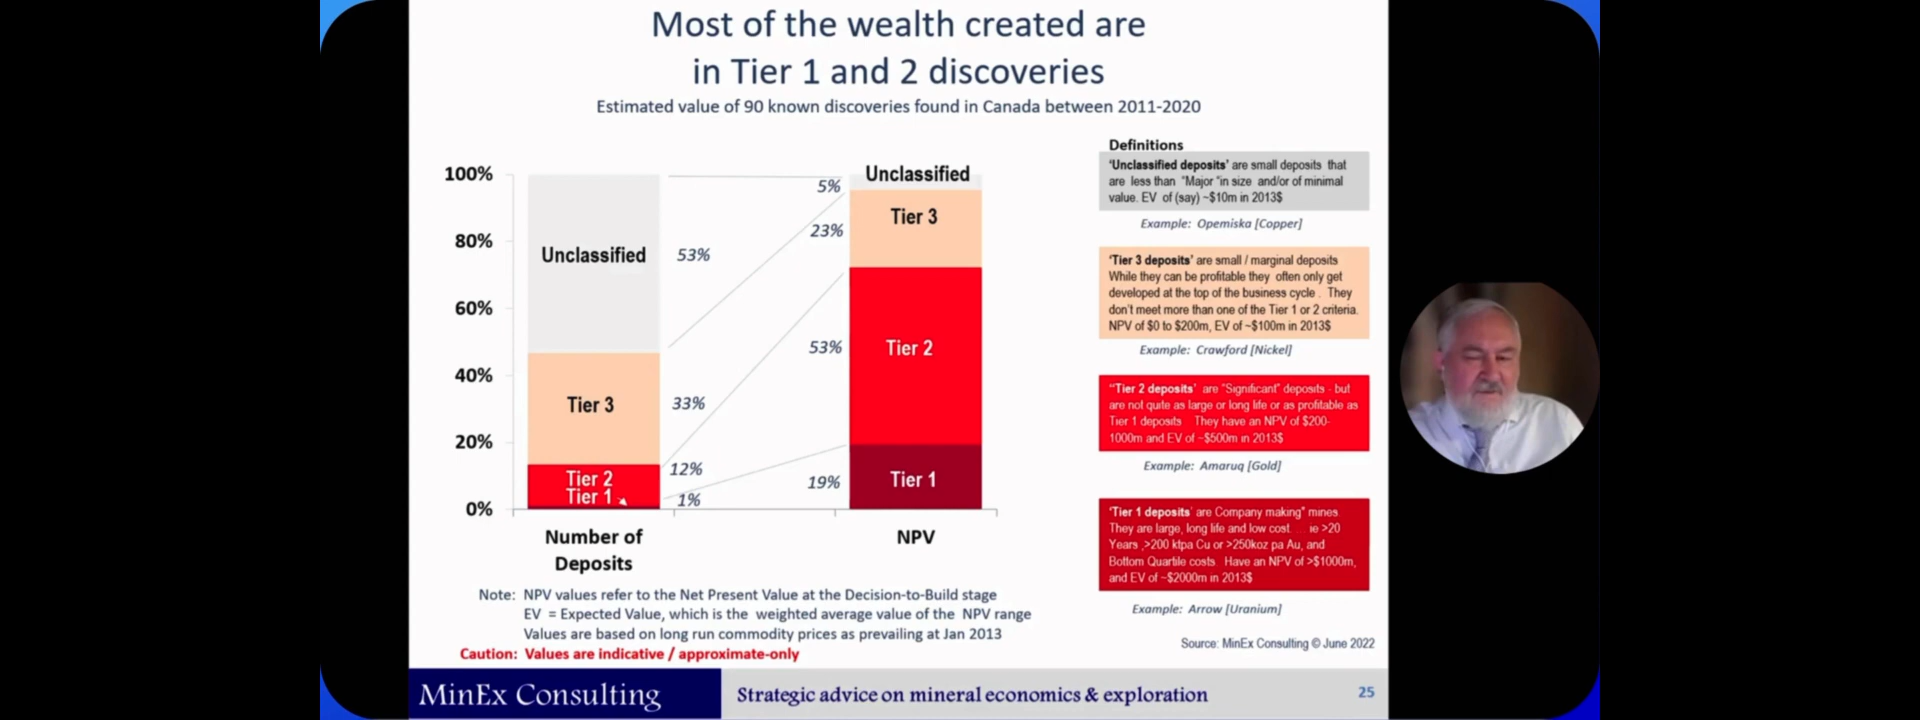 Most of the wealth created are
in Tier 1 and 2 discoveries
Estimated value of 90 known discoveries found in Canada between 2011-2020
100%
80%
60%
40%
20%
0%
Unclassified
Tier 3
Tier 2
Tier 1
53%
33%
12%
1%
5%
23%
53%
19%
Unclassified
Tier 3
Tier 2
Tier 1
Number of
Deposits
NPV
Definitions
'Unclassified deposits' are small deposits that
are less than "Major "in size and/or of minimal
value. EV of (say) ~$10m in 2013$
Example: Opemiska [Copper]
'Tier 3 deposits' are small / marginal deposits
While they can be profitable they often only get
developed at the top of the business cycle . They
don't meet more than one of the Tier 1 or 2 criteria.
NPV of $0 to $200m, EV of ~$100m in 2013$
Example: Crawford [Nickel]
"Tier 2 deposits' are "Significant" deposits - but
are not quite as large or long life or as profitable as
Tier 1 deposits They have an NPV of $200-
1000m and EV of ~$500m in 2013$
Example: Amaruq [Gold]
'Tier 1 deposits' are Company making" mines
They are large, long life and low cost. .. ie >20
Years ,>200 ktpa Cu or >250koz pa Au, and
Bottom Quartile costs Have an NPV of >$1000m,
and EV of ~$2000m in 2013$
Example: Arrow [Uranium]
Note: NPV values refer to the Net Present Value at the Decision-to-Build stage
EV = Expected Value, which is the weighted average value of the NPV range
Values are based on long run commodity prices as prevailing at Jan 2013
Caution: Values are indicative / approximate-only
Source: MinEx Consulting © June 2022
MinEx Consulting
Strategic advice on mineral economics & exploration
25